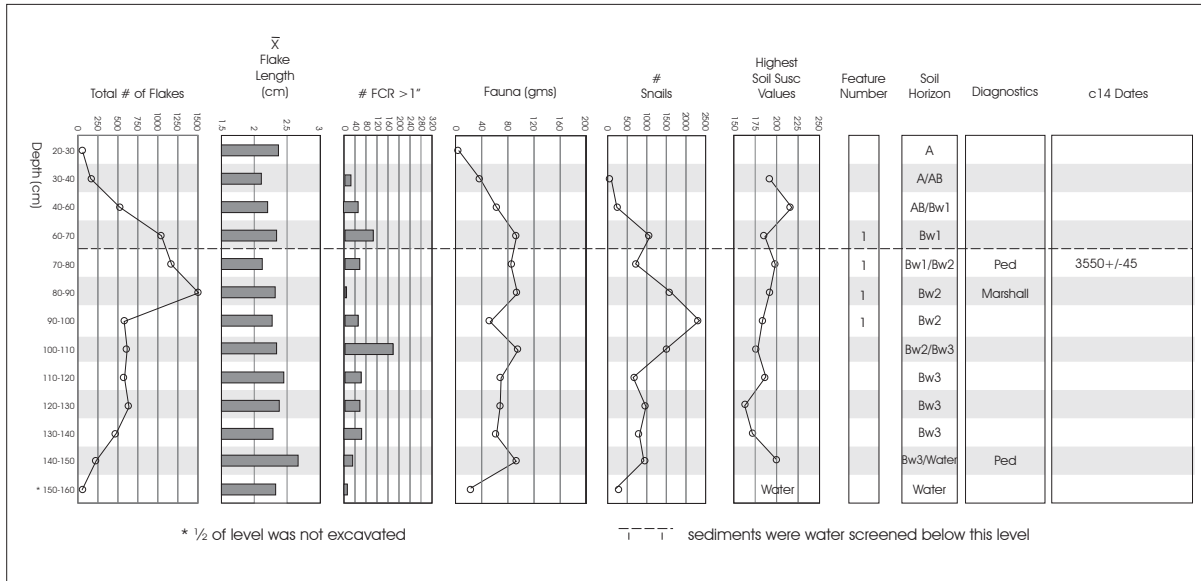 Total # of Flakes
X
Flake
Length
(cm)
# FCR >1"
Fauna (gms)
#
Snails
Highest
Soil Susc
Values
Feature
Number
Soil
Horizon
Diagnostics
c14 Dates
0 250 500 750 1000 1250 1500
1.5 2 2.5 3
0 40 80 120 160 200 240 280 320
0 40 80 120 160 200
0 500 1000 1500 2000 2500
150 175 200 225 250
Depth (cm)
20-30 A
30-40 A/AB
40-60 AB/Bw1
60-70 1 Bw1
70-80 1 Bw1/Bw2 Ped 3550+/-45
80-90 1 Bw2 Marshall
90-100 1 Bw2
100-110 Bw2/Bw3
110-120 Bw3
120-130 Bw3
130-140 Bw3
140-150 Bw3/Water Ped
* 150-160 Water Water
* ½ of level was not excavated
sediments were water screened below this level